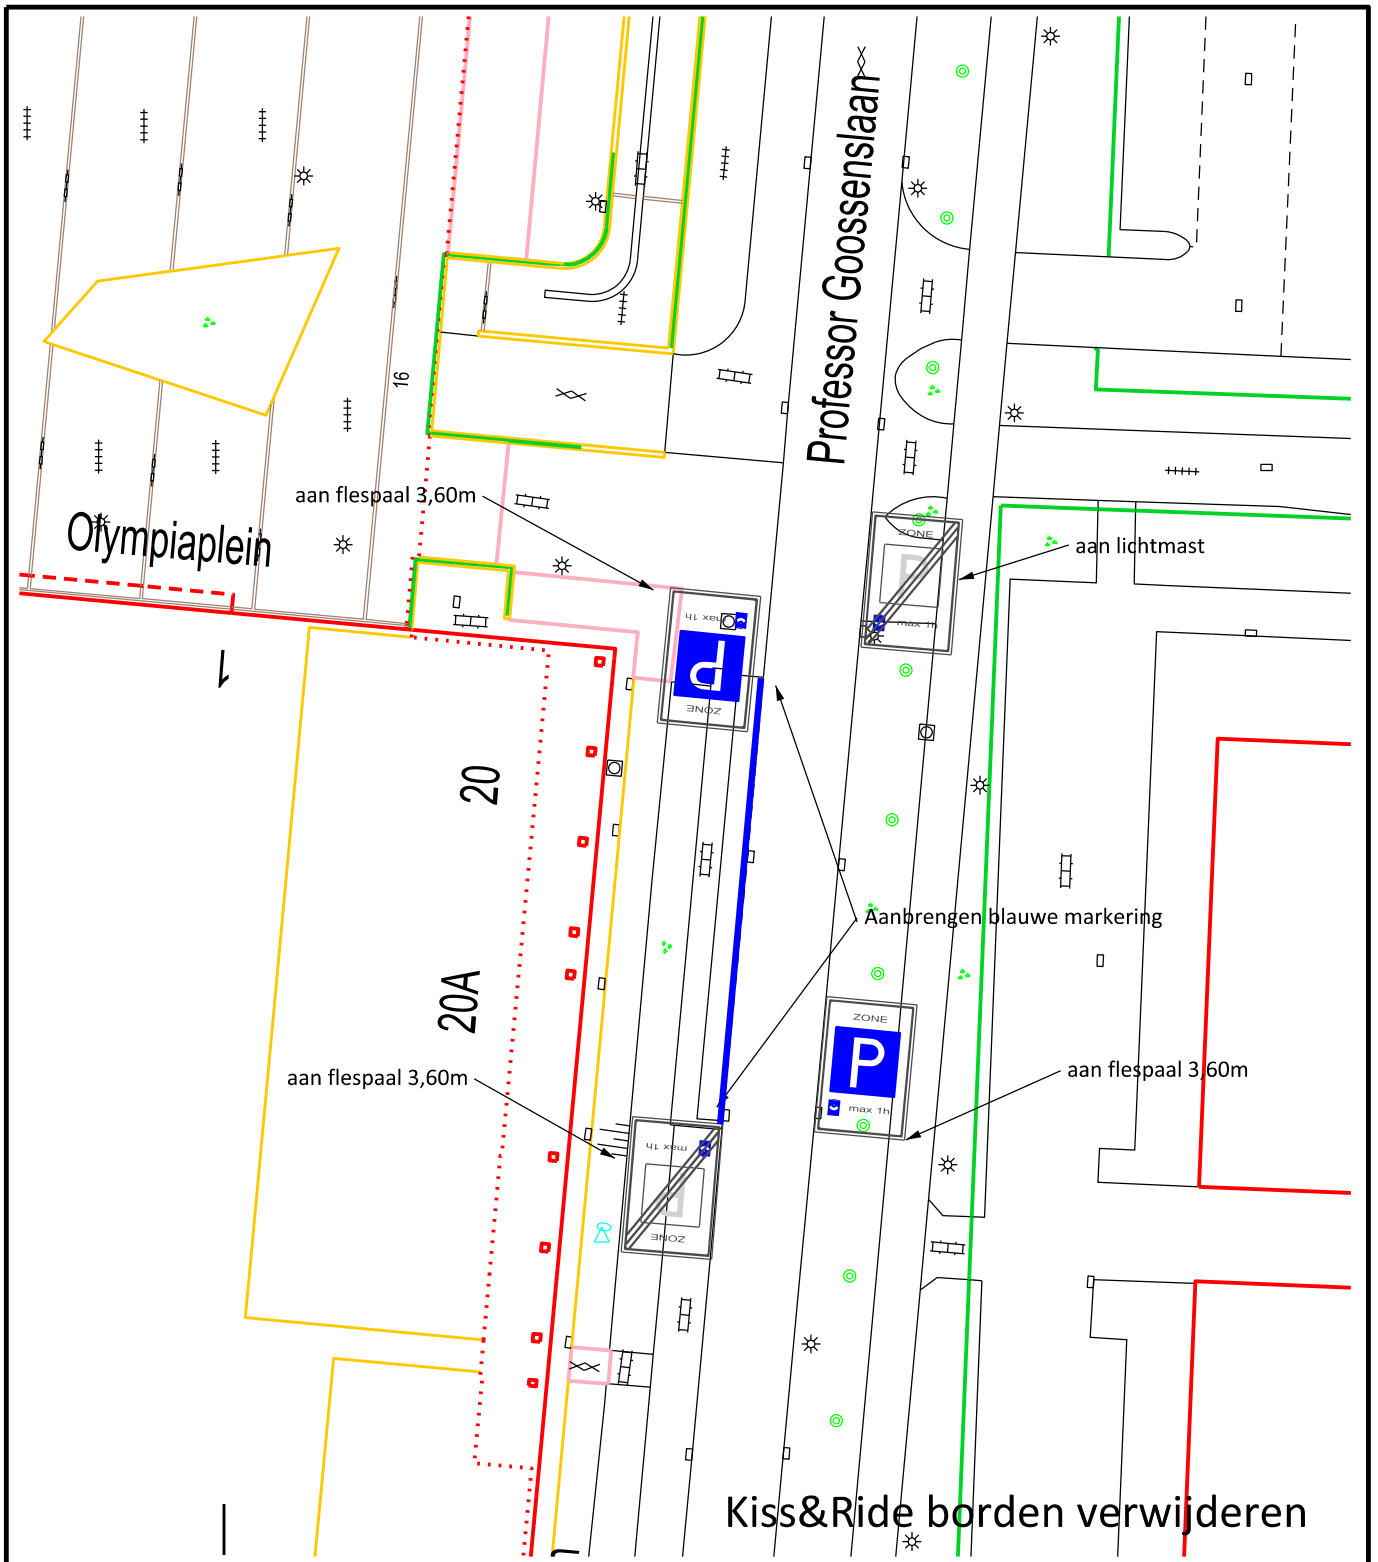 Professor Goossenslaan
16
aan flespaal 3,60m
Olympiaplein
ZONE
max 1h
aan lichtmast
max 1h
P
ZONE
1
20
Aanbrengen blauwe markering
20A
ZONE
P
max 1h
aan flespaal 3,60m
aan flespaal 3,60m
max 1h
P
ZONE
Kiss&Ride borden verwijderen